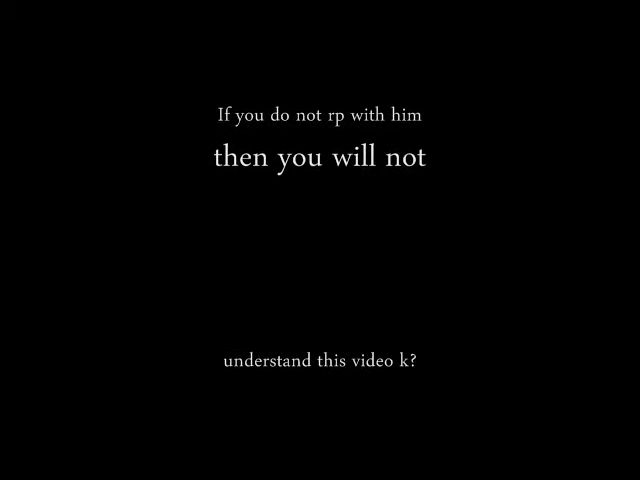 If you do not rp with him
then you will not
understand this video k?